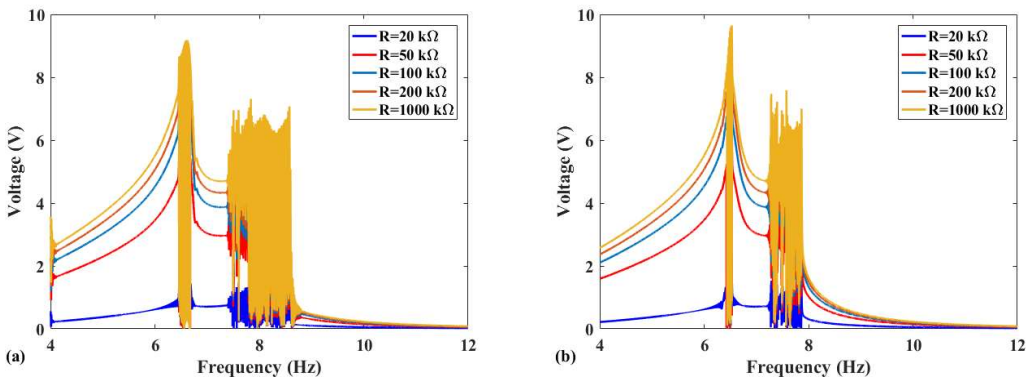 10
8
6
4
2
0
Voltage (V)
R=20 kΩ
R=50 kΩ
R=100 kΩ
R=200 kΩ
R=1000 kΩ
4 6 8 10 12
(a) Frequency (Hz)
10
8
6
4
2
0
Voltage (V)
R=20 kΩ
R=50 kΩ
R=100 kΩ
R=200 kΩ
R=1000 kΩ
4 6 8 10 12
(b) Frequency (Hz)